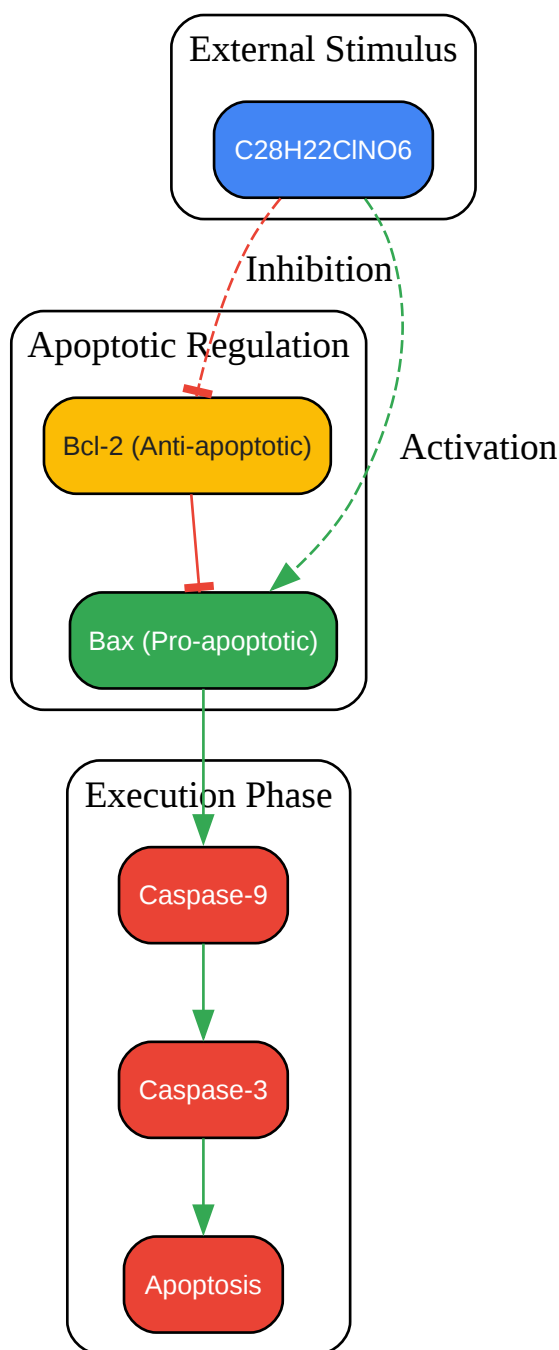 External Stimulus
C28H22ClNO6
Inhibition
Apoptotic Regulation
Bcl-2 (Anti-apoptotic)
Activation
Bax (Pro-apoptotic)
Execution Phase
Caspase-9
Caspase-3
Apoptosis